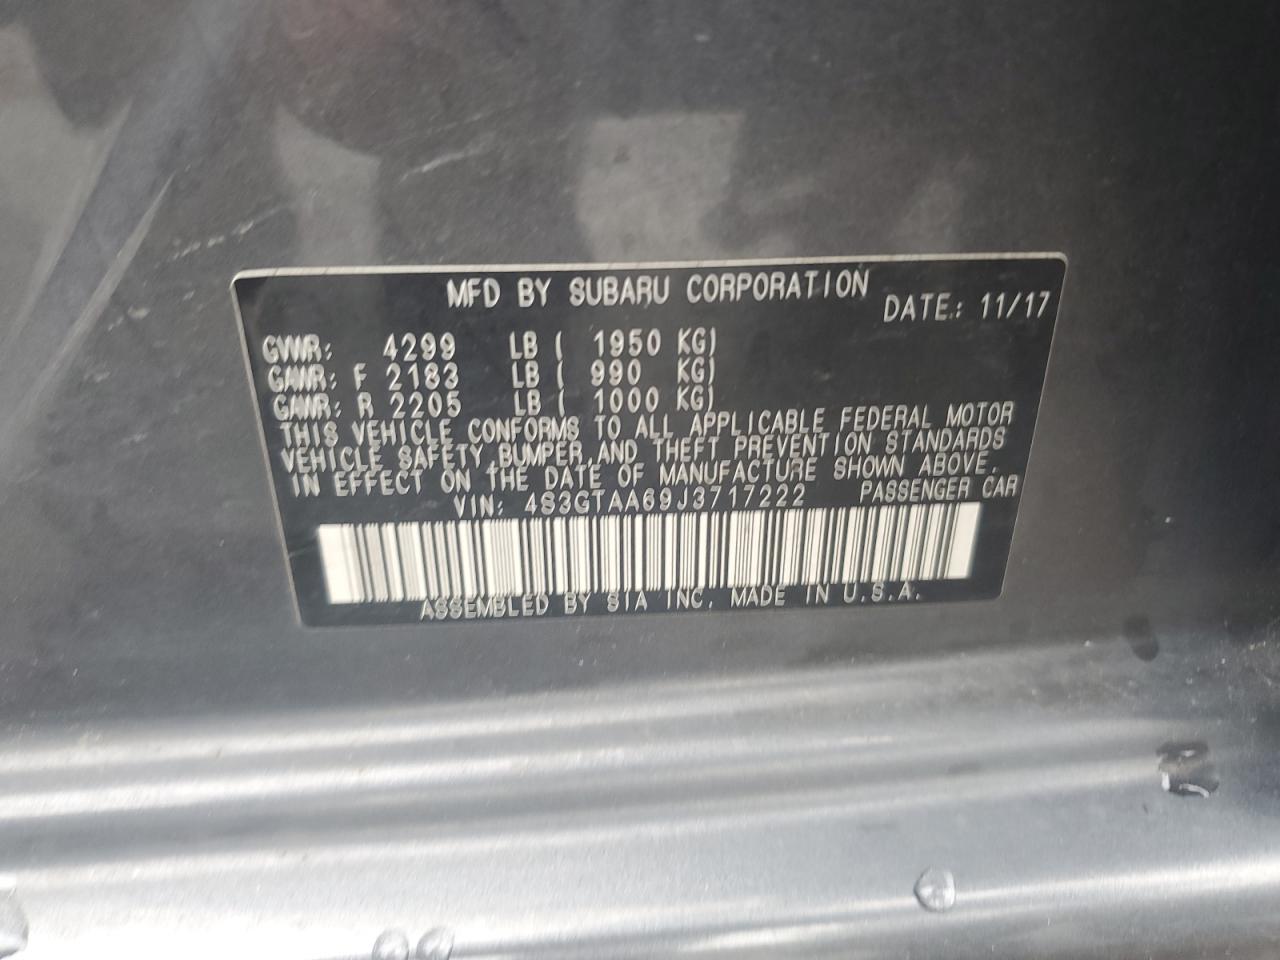 MFD BY SUBARU CORPORATION
DATE: 11/17
GVWR: 4299 LB ( 1950 KG)
GAWR: F 2183 LB ( 990 KG)
GAWR: R 2205 LB ( 1000 KG)
THIS VEHICLE CONFORMS TO ALL APPLICABLE FEDERAL MOTOR
VEHICLE SAFETY, BUMPER, AND THEFT PREVENTION STANDARDS
IN EFFECT ON THE DATE OF MANUFACTURE SHOWN ABOVE.
VIN: 4S3GTAA69J3717222 PASSENGER CAR
ASSEMBLED BY SIA INC. MADE IN U.S.A.